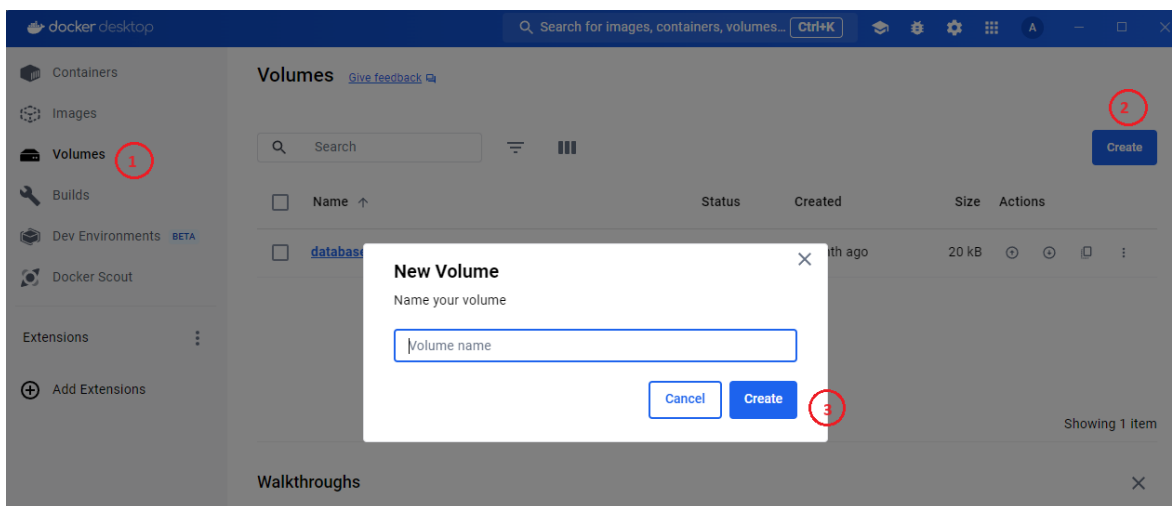 docker desktop
Search for images, containers, volumes... Ctrl+K
A
Containers
Images
Volumes
1
Builds
Dev Environments BETA
Docker Scout
Extensions
Add Extensions
Volumes Give feedback
2
Search
Create
Name Status Created Size Actions
database ago 20 kB
New Volume
Name your volume
Volume name
Cancel Create
3
Showing 1 item
Walkthroughs